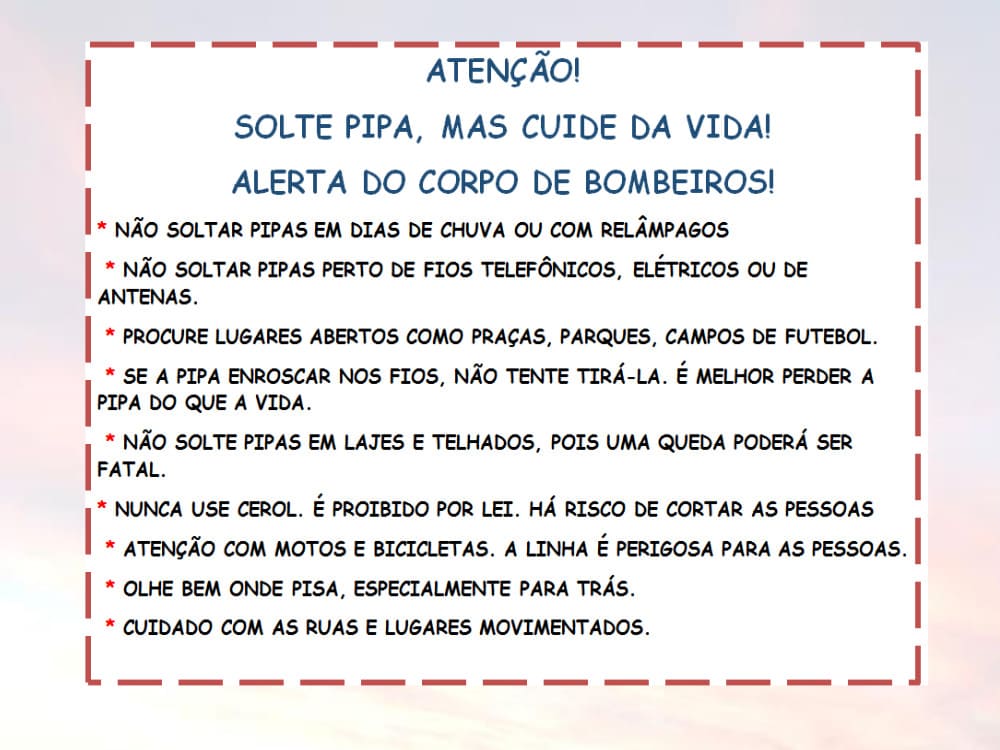 ATENÇÃO!
SOLTE PIPA, MAS CUIDE DA VIDA!
ALERTA DO CORPO DE BOMBEIROS!
* NÃO SOLTAR PIPAS EM DIAS DE CHUVA OU COM RELÂMPAGOS
* NÃO SOLTAR PIPAS PERTO DE FIOS TELEFÔNICOS, ELÉTRICOS OU DE
ANTENAS.
* PROCURE LUGARES ABERTOS COMO PRAÇAS, PARQUES, CAMPOS DE FUTEBOL.
* SE A PIPA ENROSCAR NOS FIOS, NÃO TENTE TIRÁ-LA. É MELHOR PERDER A
PIPA DO QUE A VIDA.
* NÃO SOLTE PIPAS EM LAJES E TELHADOS, POIS UMA QUEDA PODERÁ SER
FATAL.
* NUNCA USE CEROL. É PROIBIDO POR LEI. HÁ RISCO DE CORTAR AS PESSOAS
* ATENÇÃO COM MOTOS E BICICLETAS. A LINHA É PERIGOSA PARA AS PESSOAS.
* OLHE BEM ONDE PISA, ESPECIALMENTE PARA TRÁS.
* CUIDADO COM AS RUAS E LUGARES MOVIMENTADOS.